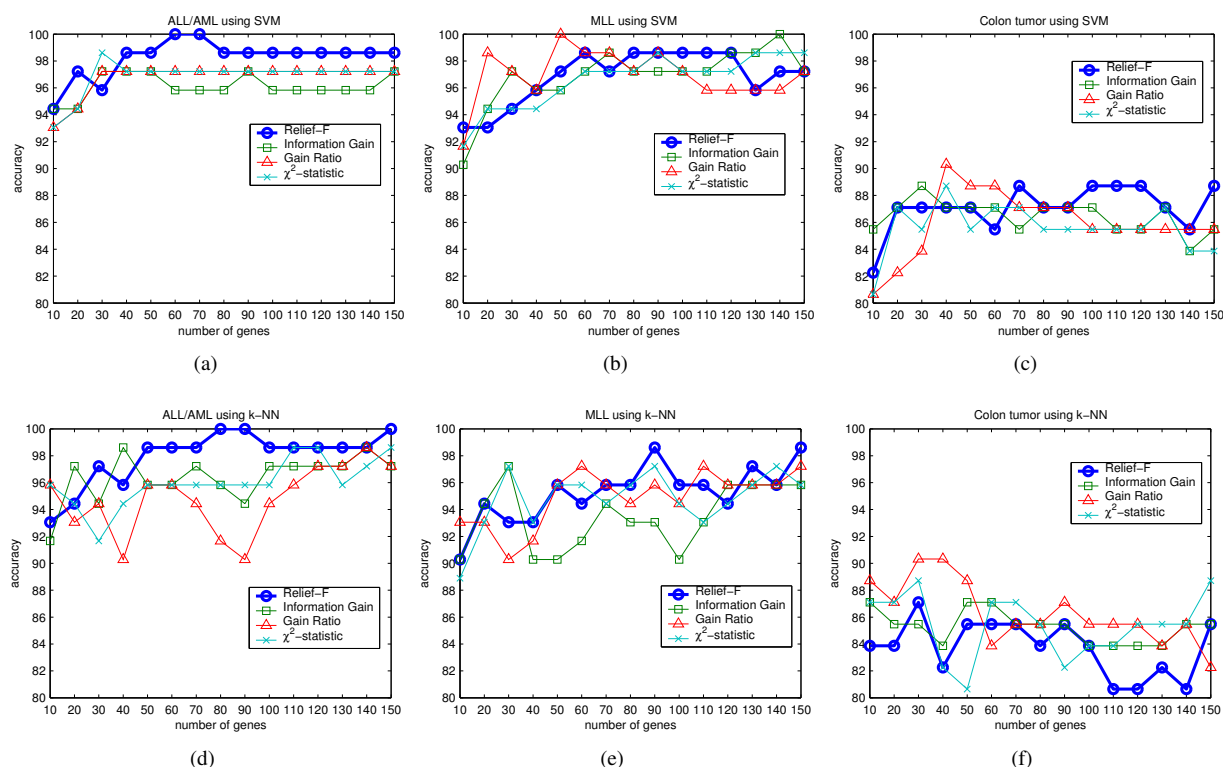 ALL/AML using SVM
100
98
96
94
92
90
88
86
84
82
80
accuracy
Relief-F
Information Gain
Gain Ratio
χ²-statistic
10 20 30 40 50 60 70 80 90 100 110 120 130 140 150
number of genes
(a)
MLL using SVM
100
98
96
94
92
90
88
86
84
82
80
accuracy
Relief-F
Information Gain
Gain Ratio
χ²-statistic
10 20 30 40 50 60 70 80 90 100 110 120 130 140 150
number of genes
(b)
Colon tumor using SVM
100
98
96
94
92
90
88
86
84
82
80
accuracy
Relief-F
Information Gain
Gain Ratio
χ²-statistic
10 20 30 40 50 60 70 80 90 100 110 120 130 140 150
number of genes
(c)
ALL/AML using k-NN
100
98
96
94
92
90
88
86
84
82
80
accuracy
Relief-F
Information Gain
Gain Ratio
χ²-statistic
10 20 30 40 50 60 70 80 90 100 110 120 130 140 150
number of genes
(d)
MLL using k-NN
100
98
96
94
92
90
88
86
84
82
80
accuracy
Relief-F
Information Gain
Gain Ratio
χ²-statistic
10 20 30 40 50 60 70 80 90 100 110 120 130 140 150
number of genes
(e)
Colon tumor using k-NN
100
98
96
94
92
90
88
86
84
82
80
accuracy
Relief-F
Information Gain
Gain Ratio
χ²-statistic
10 20 30 40 50 60 70 80 90 100 110 120 130 140 150
number of genes
(f)